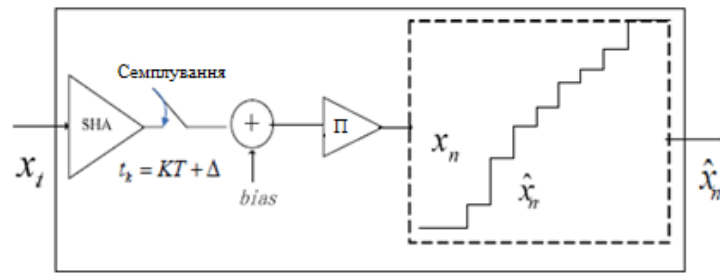 Семплування
SHA
x_t
t_k = KT + Δ
+
bias
П
x_n
x̂_n
x̂_n